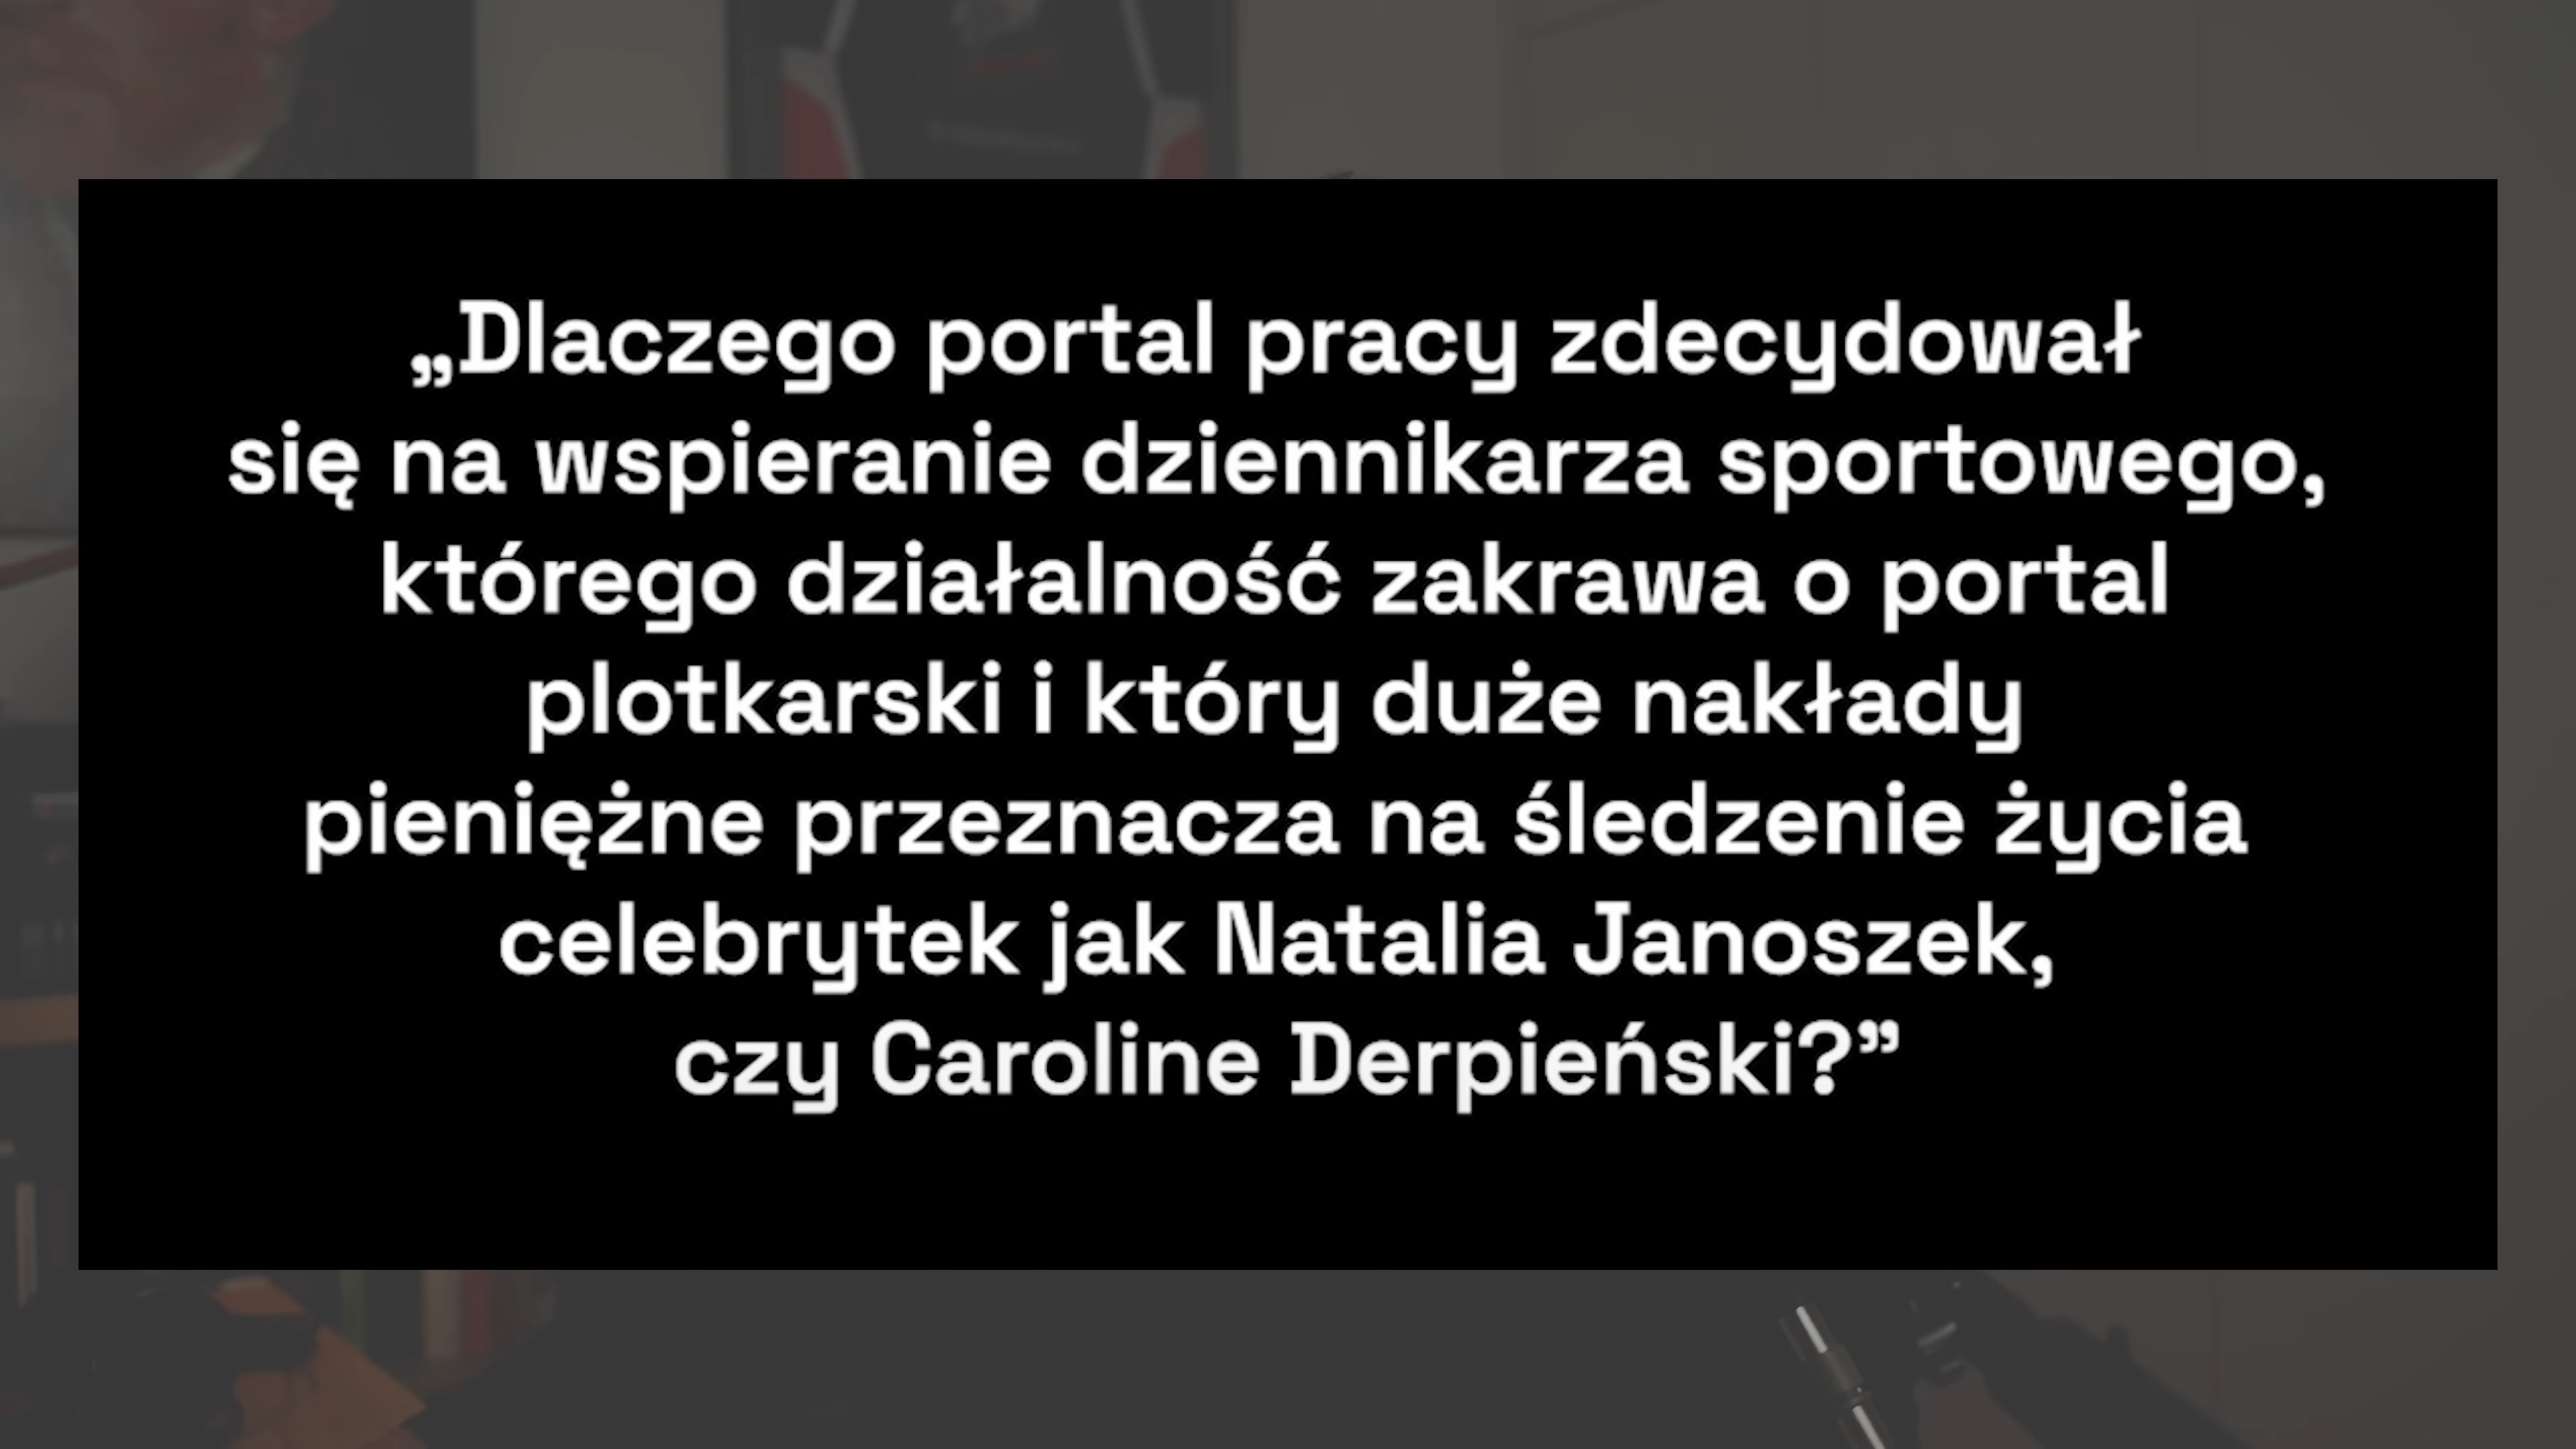 „Dlaczego portal pracy zdecydował
się na wspieranie dziennikarza sportowego,
którego działalność zakrawa o portal
plotkarski i który duże nakłady
pieniężne przeznacza na śledzenie życia
celebrytek jak Natalia Janoszek,
czy Caroline Derpieński?”